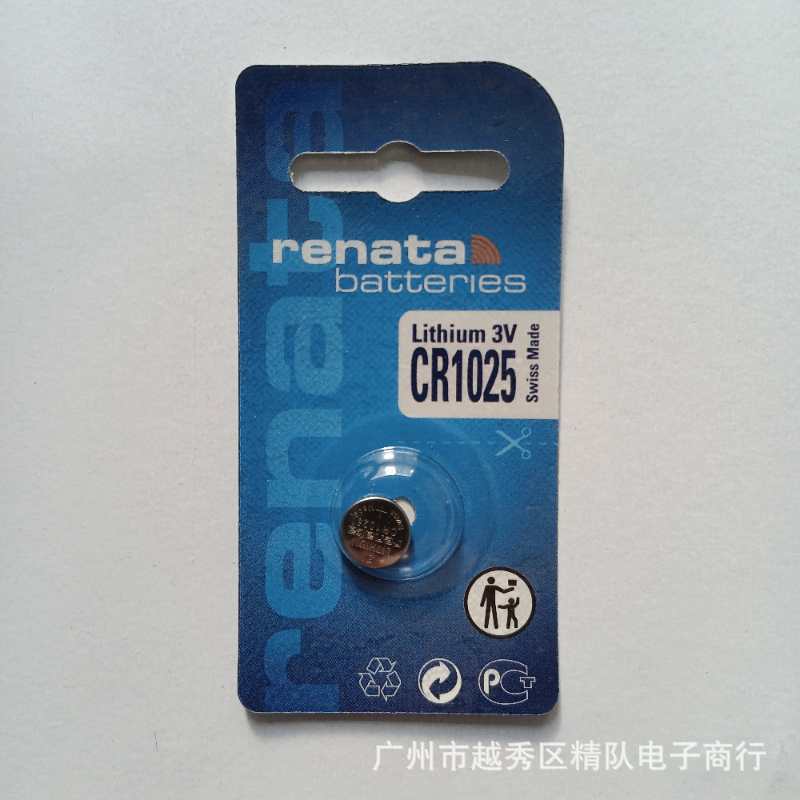 renata
renata
batteries
Lithium 3V
CR1025
Swiss Made
PCT
广州市越秀区精队电子商行